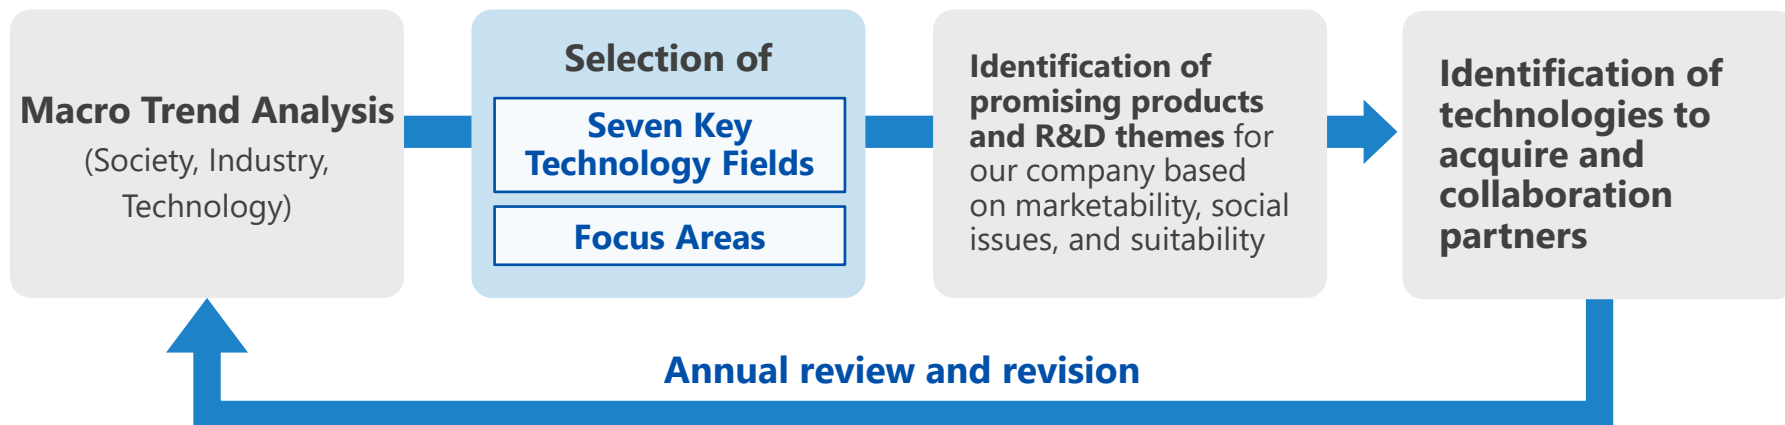 Macro Trend Analysis
(Society, Industry,
Technology)
Selection of
Seven Key
Technology Fields
Focus Areas
Identification of
promising products
and R&D themes for
our company based
on marketability, social
issues, and suitability
Identification of
technologies to
acquire and
collaboration
partners
Annual review and revision